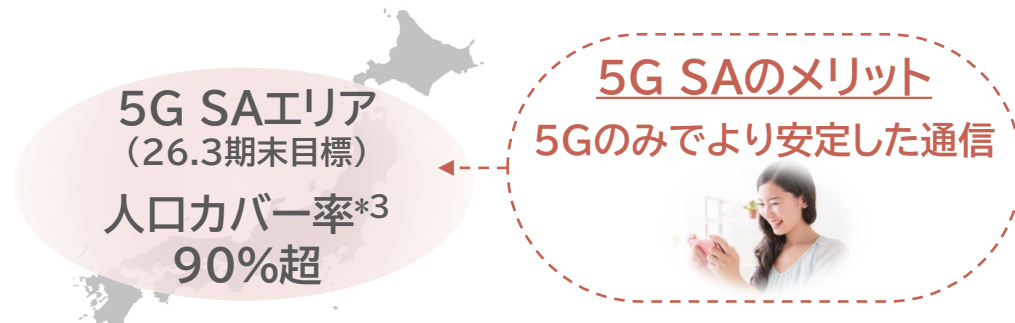 5G SAエリア
（26.3期末目標）
人口カバー率*3
90%超
5G SAのメリット
5Gのみでより安定した通信